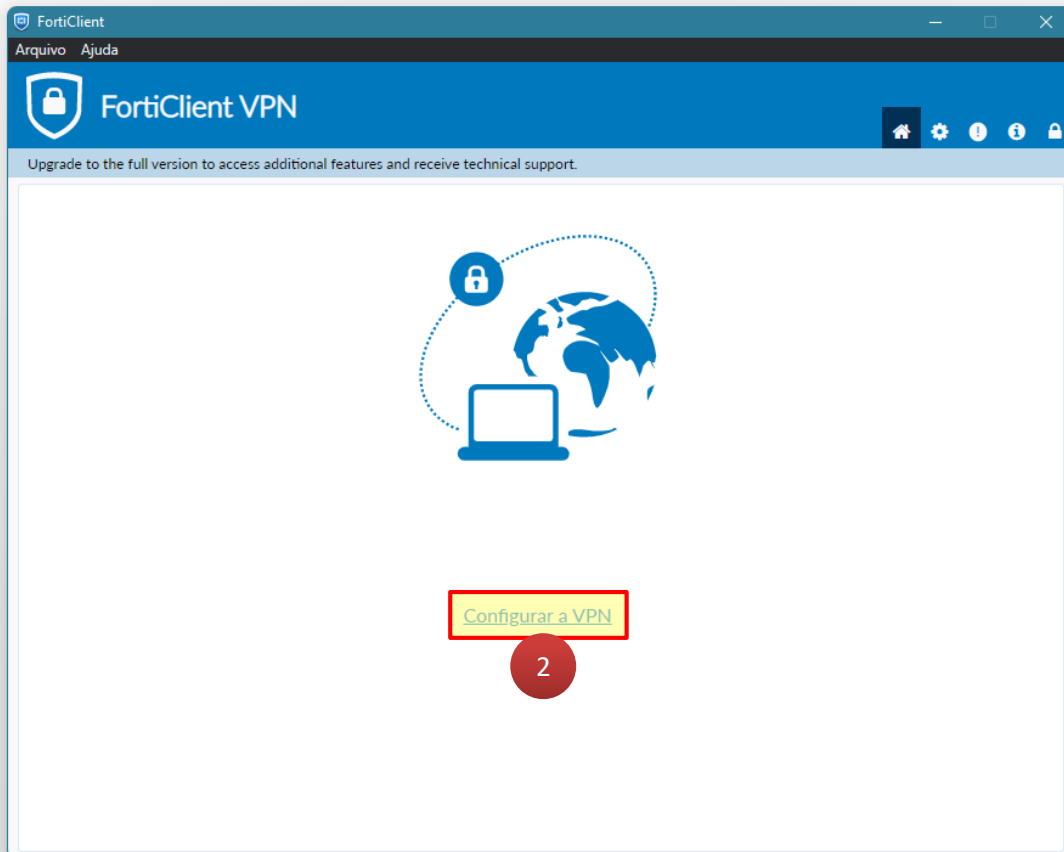 FortiClient
Arquivo Ajuda
FortiClient VPN
Upgrade to the full version to access additional features and receive technical support.
Configurar a VPN
2